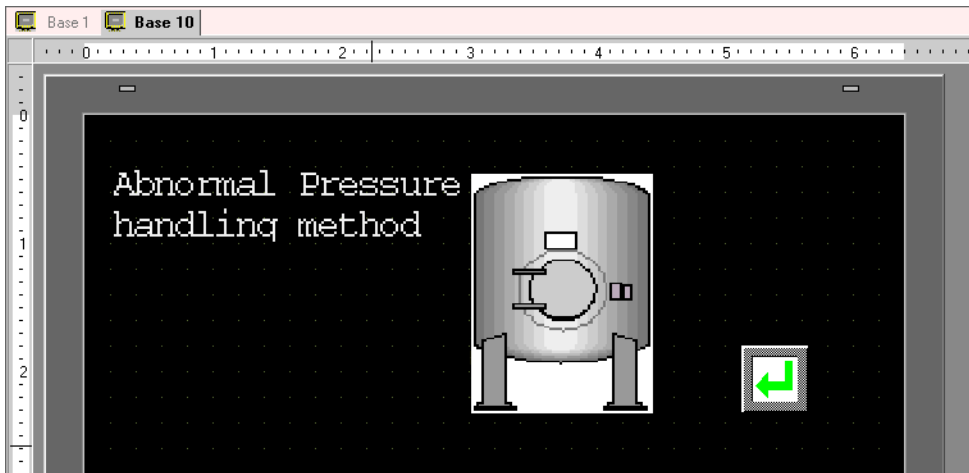 Base 1 Base 10
0 1 2 3 4 5 6
0
Abnormal Pressure
handling method
1
2